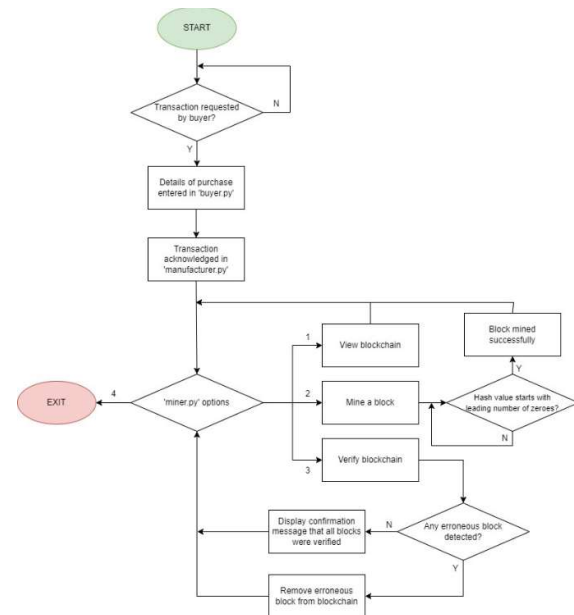 START
Transaction requested
by buyer?
N
Y
Details of purchase
entered in 'buyer.py'
Transaction
acknowledged in
'manufacturer.py'
Block mined
successfully
1
View blockchain
Y
EXIT
4
'miner.py' options
2
Mine a block
Hash value starts with
leading number of zeroes?
N
3
Verify blockchain
Display confirmation
message that all blocks
were verified
N
Any erroneous block
detected?
Y
Remove erroneous
block from blockchain